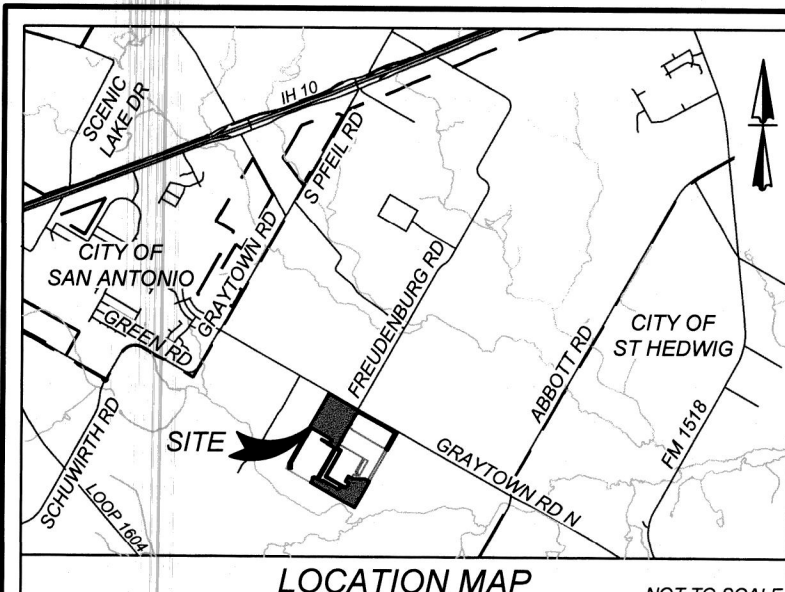 SCENIC
LAKE DR
IH 10
S PFEIL RD
CITY OF
SAN ANTONIO
GRAYTOWN RD
GREEN RD
FREUDENBURG RD
ABBOTT RD
CITY OF
ST HEDWIG
SITE
SCHUWIRTH RD
LOOP 1604
GRAYTOWN RD N
FM 1518
LOCATION MAP
NOT TO SCALE